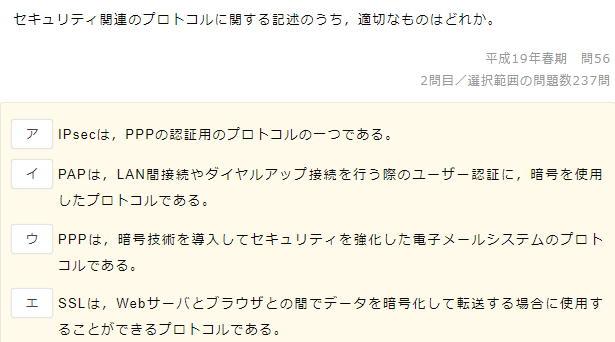 セキュリティ関連のプロトコルに関する記述のうち，適切なものはどれか。
平成19年春期　問56
2問目／選択範囲の問題数237問
ア　IPsecは，PPPの認証用のプロトコルの一つである。
イ　PAPは，LAN間接続やダイヤルアップ接続を行う際のユーザー認証に，暗号を使用
したプロトコルである。
ウ　PPPは，暗号技術を導入してセキュリティを強化した電子メールシステムのプロト
コルである。
エ　SSLは，Webサーバとブラウザとの間でデータを暗号化して転送する場合に使用す
ることができるプロトコルである。